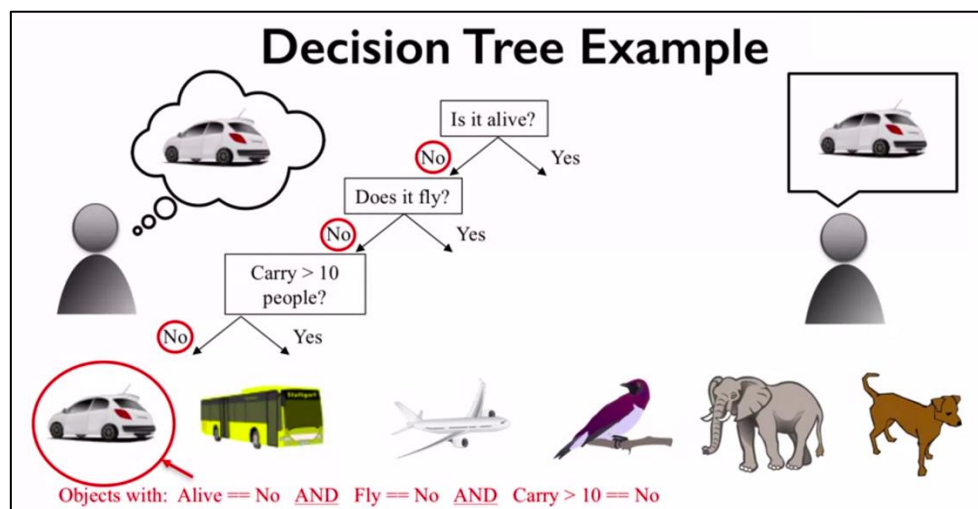 Decision Tree Example
Is it alive?
No
Yes
Does it fly?
No
Yes
Carry > 10
people?
No
Yes
Stuttgart
Objects with: Alive == No AND Fly == No AND Carry > 10 == No